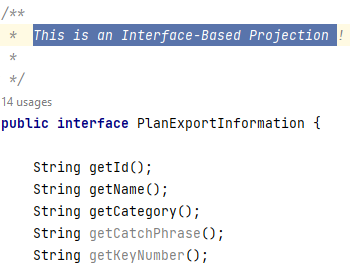 /**
* This is an Interface-Based Projection !
*
*/
14 usages
public interface PlanExportInformation {
String getId();
String getName();
String getCategory();
String getCatchPhrase();
String getKeyNumber();